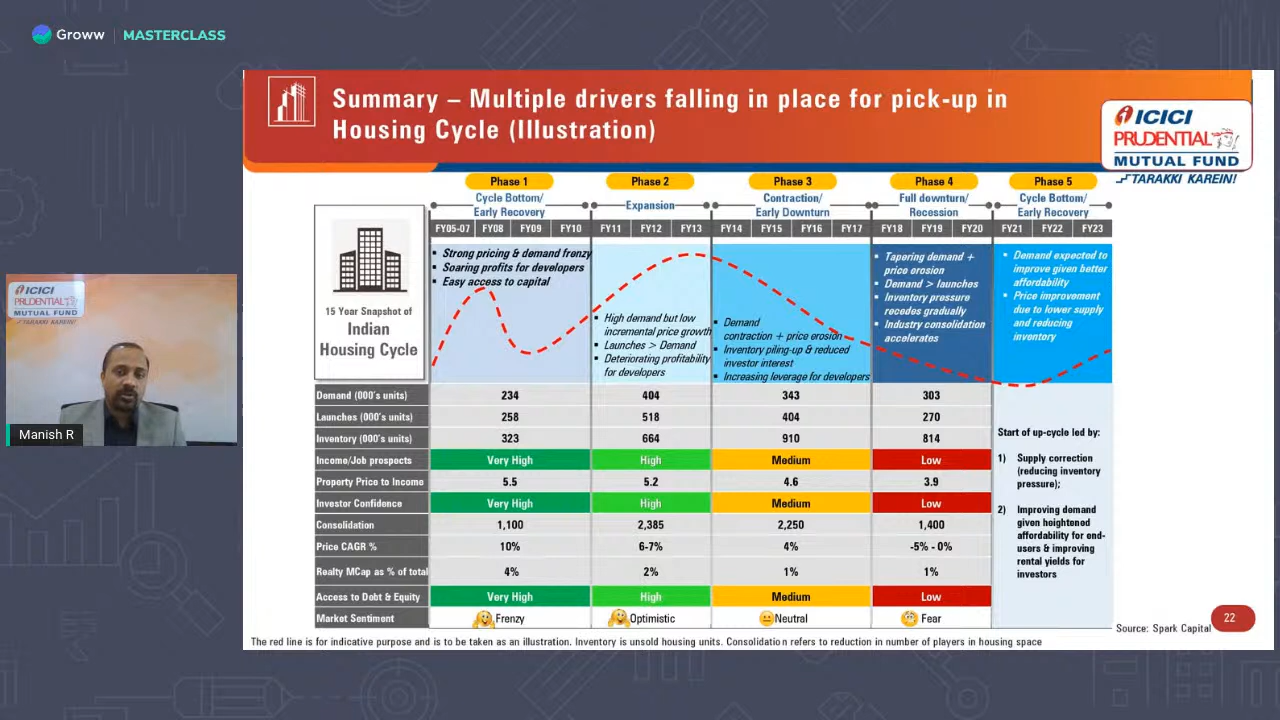 Groww | MASTERCLASS
Summary – Multiple drivers falling in place for pick-up in
Housing Cycle (Illustration)
ICICI
PRUDENTIAL
MUTUAL FUND
TARAKKI KAREIN!
Phase 1
Phase 2
Phase 3
Phase 4
Phase 5
Cycle Bottom/
Early Recovery
Expansion
Contraction/
Early Downturn
Full downturn/
Recession
Cycle Bottom/
Early Recovery
FY05-07 FY08 FY09 FY10 FY11 FY12 FY13 FY14 FY15 FY16 FY17 FY18 FY19 FY20 FY21 FY22 FY23
15 Year Snapshot of
Indian
Housing Cycle
▪ Strong pricing & demand frenzy
▪ Soaring profits for developers
▪ Easy access to capital
▪ High demand but low
incremental price growth
▪ Launches > Demand
▪ Deteriorating profitability
for developers
▪ Demand
contraction + price erosion
▪ Inventory piling-up & reduced
investor interest
▪ Increasing leverage for developers
▪ Tapering demand +
price erosion
▪ Demand > launches
▪ Inventory pressure
recedes gradually
▪ Industry consolidation
accelerates
▪ Demand expected to
improve given better
affordability
▪ Price improvement
due to lower supply
and reducing
inventory
Demand (000's units) 234 404 343 303
Launches (000's units) 258 518 404 270
Inventory (000's units) 323 664 910 814
Income/Job prospects Very High High Medium Low
Property Price to Income 5.5 5.2 4.6 3.9
Investor Confidence Very High High Medium Low
Consolidation 1,100 2,385 2,250 1,400
Price CAGR % 10% 6-7% 4% -5% - 0%
Realty MCap as % of total 4% 2% 1% 1%
Access to Debt & Equity Very High High Medium Low
Market Sentiment Frenzy Optimistic Neutral Fear
Start of up-cycle led by:
1) Supply correction
(reducing inventory
pressure);
2) Improving demand
given heightened
affordability for end-
users & improving
rental yields for
investors
Source: Spark Capital
22
The red line is for indicative purpose and is to be taken as an illustration. Inventory is unsold housing units. Consolidation refers to reduction in number of players in housing space
ICICI
PRUDENTIAL
MUTUAL FUND
TARAKKI KAREIN!
Manish R